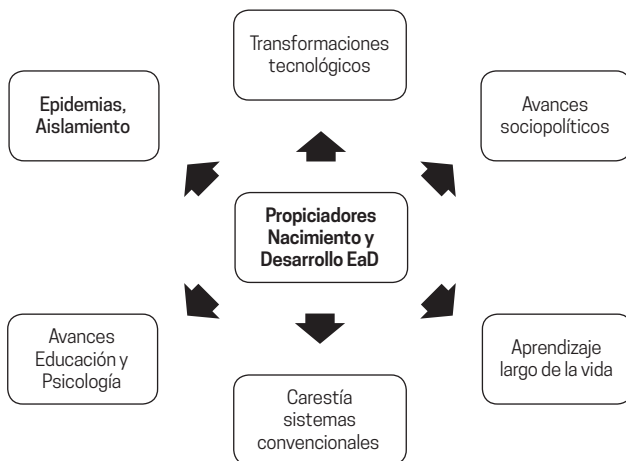 Transformaciones
tecnológicos
Epidemias,
Aislamiento
Avances
sociopolíticos
Propiciadores
Nacimiento y
Desarrollo EaD
Avances
Educación y
Psicología
Aprendizaje
largo de la vida
Carestía
sistemas
convencionales